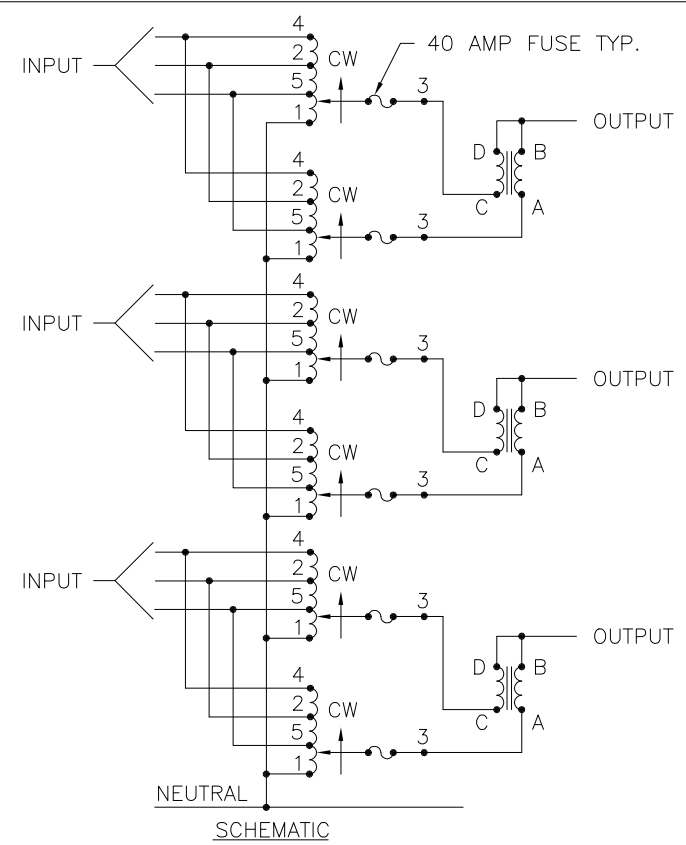 4
2 CW 40 AMP FUSE TYP.
INPUT
5 3
1 OUTPUT
D B
4
2 CW C A
5 3
1
4
2 CW
INPUT
5 3
1 OUTPUT
D B
4
2 CW C A
5 3
1
4
2 CW
INPUT
5 3
1 OUTPUT
D B
4
2 CW C A
5 3
1
NEUTRAL
SCHEMATIC